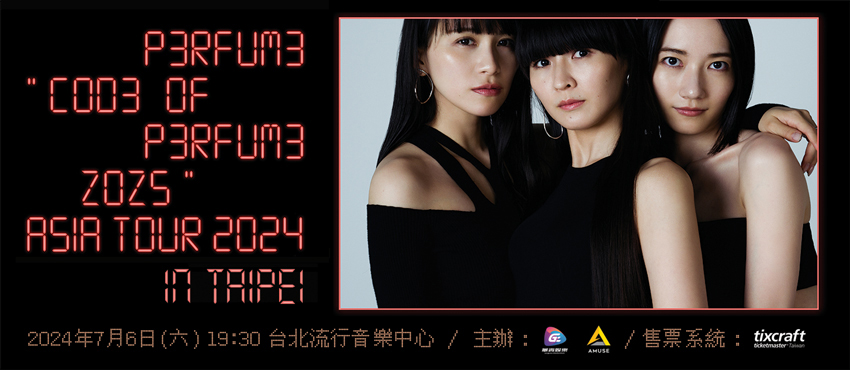 P3RFUM3
"COD3 OF
P3RFUM3
ZOZ5"
ASIA TOUR 2024
IN TAIPEI
2024年7月6日(六) 19:30 台北流行音樂中心 / 主辦: AMUSE / 售票系統: tixcraft
ticketmaster Taiwan